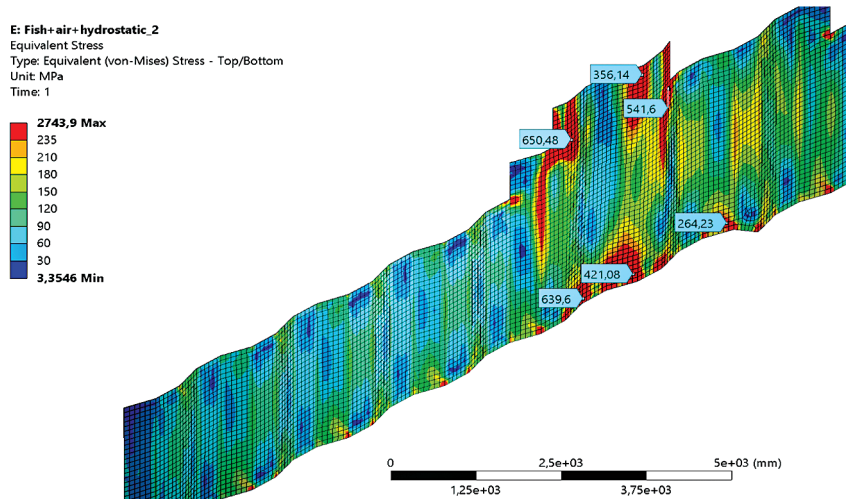 E: Fish+air+hydrostatic_2
Equivalent Stress
Type: Equivalent (von-Mises) Stress - Top/Bottom
Unit: MPa
Time: 1
2743,9 Max
235
210
180
150
120
90
60
30
3,3546 Min
356,14
541,6
650,48
264,23
421,08
639,6
0 2,5e+03 5e+03 (mm)
1,25e+03 3,75e+03